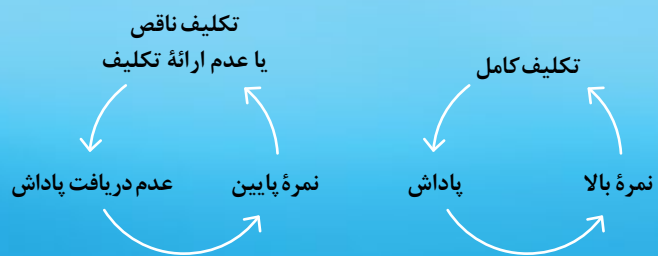 تکلیف کامل
پاداش
نمرهٔ بالا
تکلیف ناقص
یا عدم ارائهٔ تکلیف
عدم دریافت پاداش
نمرهٔ پایین